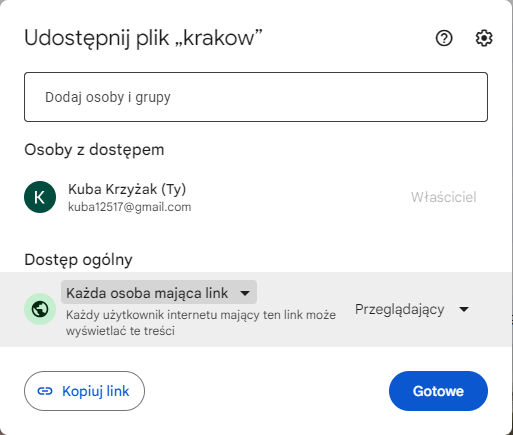 Udostępnij plik „krakow”
Dodaj osoby i grupy
Osoby z dostępem
K
Kuba Krzyżak (Ty)
kuba12517@gmail.com
Właściciel
Dostęp ogólny
Każda osoba mająca link
Każdy użytkownik internetu mający ten link może
wyświetlać te treści
Przeglądający
Kopiuj link
Gotowe